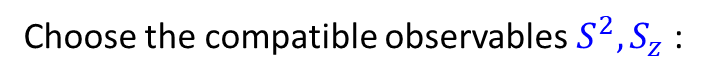 Choose the compatible observables S², S_z :